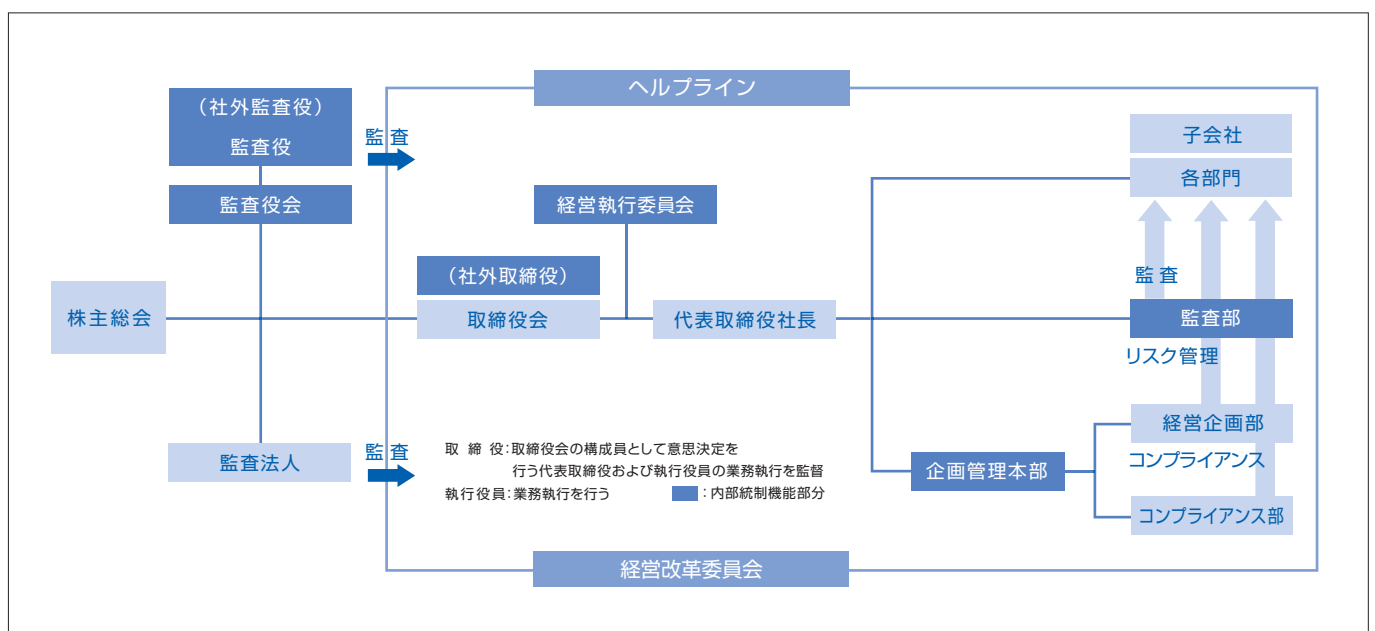 ヘルプライン
（社外監査役）
監査役
監査
監査役会
子会社
各部門
経営執行委員会
（社外取締役）
監査
株主総会
取締役会
代表取締役社長
監査部
リスク管理
経営企画部
監査法人
監査
取締役:取締役会の構成員として意思決定を
行う代表取締役および執行役員の業務執行を監督
執行役員:業務執行を行う
：内部統制機能部分
企画管理本部
コンプライアンス
コンプライアンス部
経営改革委員会